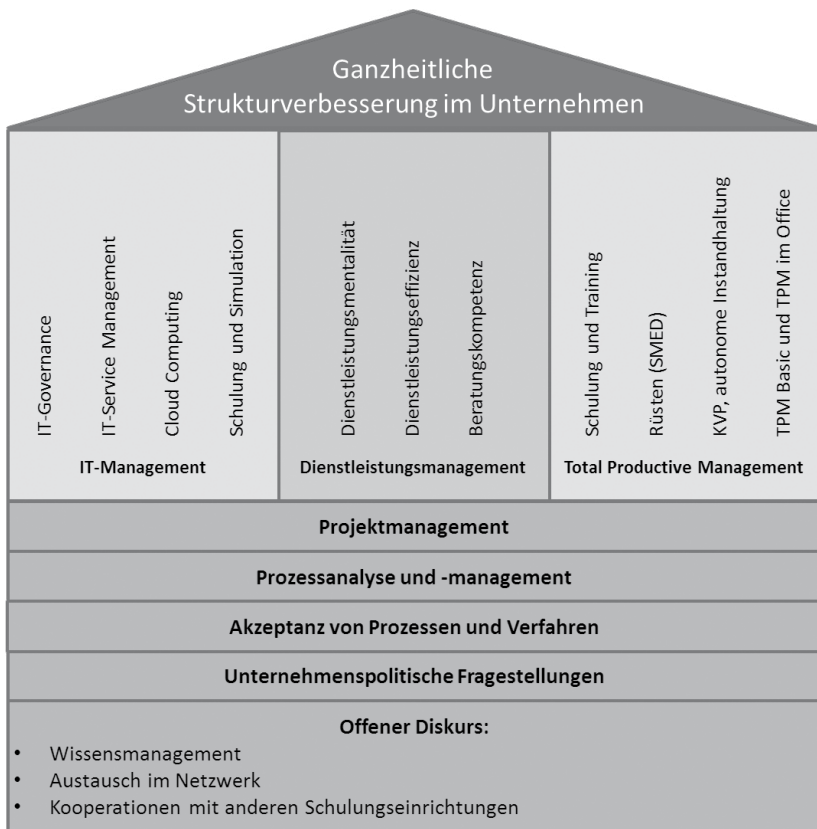 Ganzheitliche
Strukturverbesserung im Unternehmen
IT-Governance
IT-Service Management
Cloud Computing
Schulung und Simulation
IT-Management
Dienstleistungsmentalität
Dienstleistungseffizienz
Beratungskompetenz
Dienstleistungsmanagement
Schulung und Training
Rüsten (SMED)
KVP, autonome Instandhaltung
TPM Basic und TPM im Office
Total Productive Management
Projektmanagement
Prozessanalyse und -management
Akzeptanz von Prozessen und Verfahren
Unternehmenspolitische Fragestellungen
Offener Diskurs:
• Wissensmanagement
• Austausch im Netzwerk
• Kooperationen mit anderen Schulungseinrichtungen